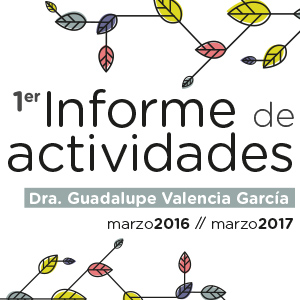 1er Informe de
actividades
Dra. Guadalupe Valencia García
marzo2016 // marzo2017